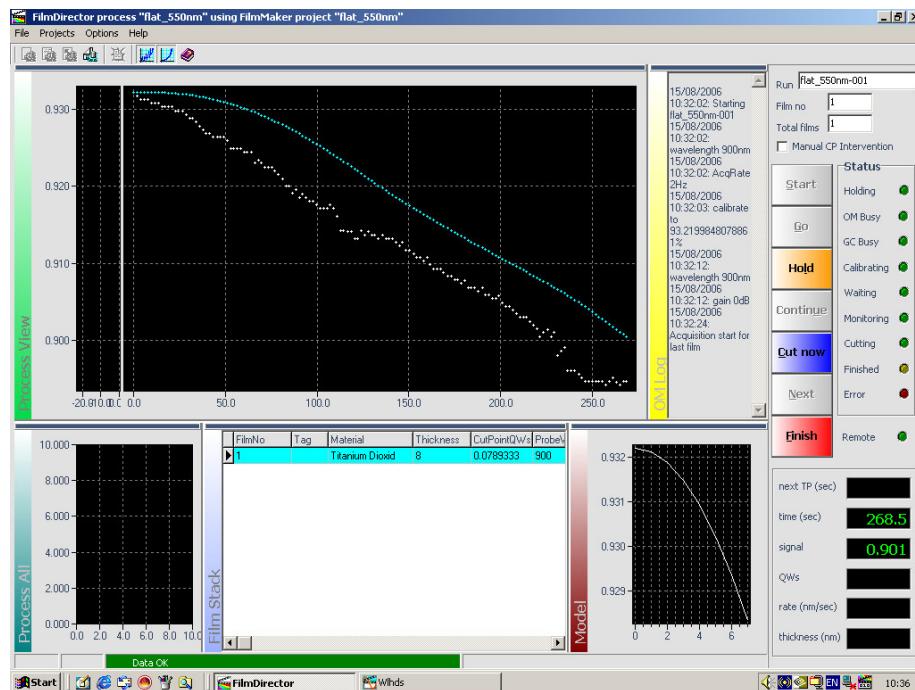 FilmDirector process "flat_550nm" using FilmMaker project "flat_550nm"
File Projects Options Help
Process View
0.930
0.920
0.910
0.900
0.0 50.0 100.0 150.0 200.0 250.0
OM Log
15/08/2006
10:32:02: Starting
flat_550nm-001
15/08/2006
10:32:02:
wavelength 900nm
15/08/2006
10:32:02: AcqRate
2Hz
15/08/2006
10:32:03: calibrate
to
93.219984807886
1%
15/08/2006
10:32:12:
wavelength 900nm
15/08/2006
10:32:12: gain 0dB
15/08/2006
10:32:24:
Acquisition start for
last film
Run flat_550nm-001
Film no 1
Total films 1
Manual CP Intervention
Start
Go
Hold
Continue
Cut now
Next
Finish
Status
Holding
OM Busy
GC Busy
Calibrating
Waiting
Monitoring
Cutting
Finished
Error
Remote
Process All
10.000
8.000
6.000
4.000
2.000
0.000
0.0 2.0 4.0 6.0 8.0 10.0
Film Stack
FilmNo Tag Material Thickness CutPointQWs
1 Titanium Dioxid 8 0.0789333 900
Model
0.932
0.931
0.930
0.929
0 2 4 6
next TP (sec)
time (sec) 268.5
signal 0.901
QWs
rate (nm/sec)
thickness (nm)
Data OK
Start FilmDirector Wlhds EN 10:36